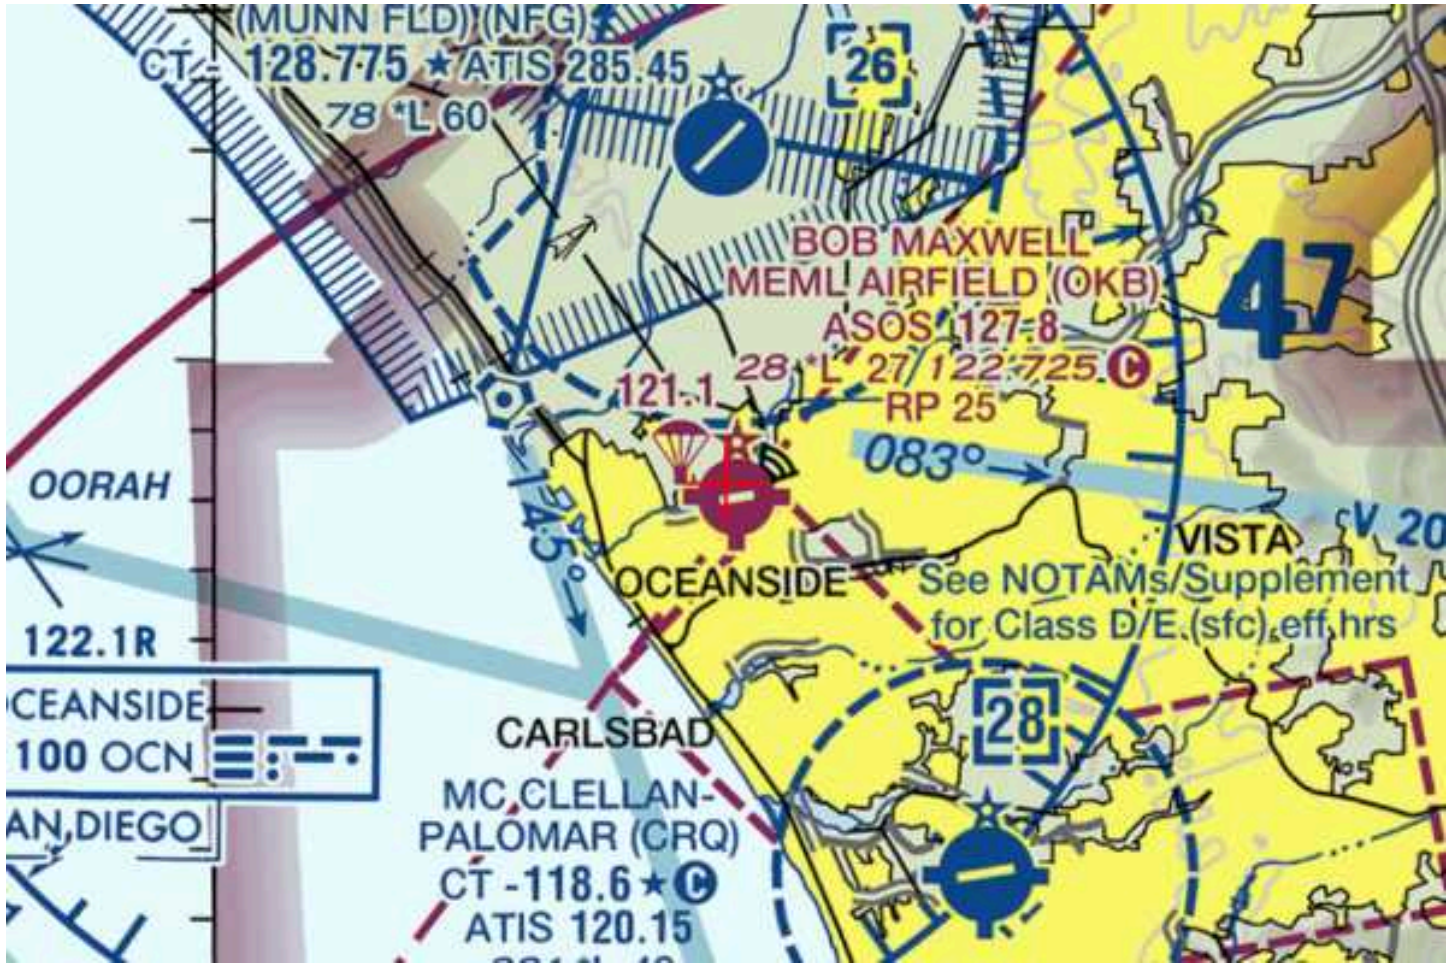 (MUNN FLD) (NFG)
CT - 128.775 ★ ATIS 285.45
78 *L 60
26
BOB MAXWELL
MEML AIRFIELD (OKB)
ASOS 127.8
28 *L 27/122.725 C
RP 25
121.1
47
083°
OORAH
145°
V 20
VISTA
OCEANSIDE
See NOTAMs/Supplement
for Class D/E (sfc) eff hrs
122.1R
CEANSIDE
100 OCN
28
CARLSBAD
MC CLELLAN-
PALOMAR (CRQ)
CT - 118.6 ★ C
ATIS 120.15
AN DIEGO